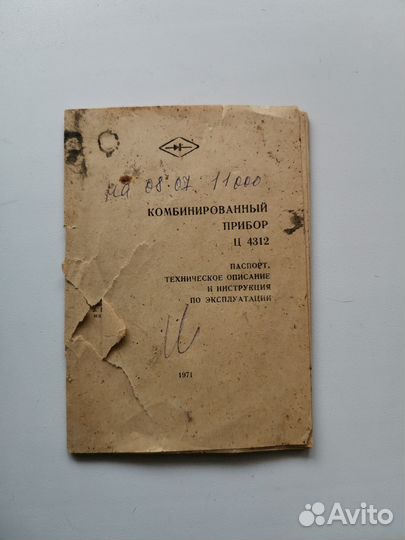 на 08.07. 11000
КОМБИНИРОВАННЫЙ
ПРИБОР
Ц 4312
ПАСПОРТ,
ТЕХНИЧЕСКОЕ ОПИСАНИЕ
И ИНСТРУКЦИЯ
ПО ЭКСПЛУАТАЦИИ
1971
Avito